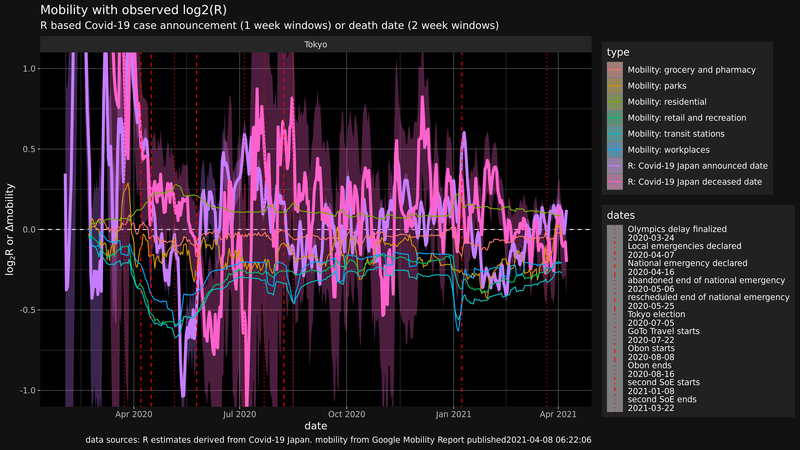 Mobility with observed log2(R)
R based Covid-19 case announcement (1 week windows) or death date (2 week windows)
Tokyo
1.0
0.5
0.0
-0.5
-1.0
log₂R or Δmobility
Apr 2020
Jul 2020
Oct 2020
Jan 2021
Apr 2021
date
type
Mobility: grocery and pharmacy
Mobility: parks
Mobility: residential
Mobility: retail and recreation
Mobility: transit stations
Mobility: workplaces
R: Covid-19 Japan announced date
R: Covid-19 Japan deceased date
dates
Olympics delay finalized
2020-03-24
Local emergencies declared
2020-04-07
National emergency declared
2020-04-16
abandoned end of national emergency
2020-05-06
rescheduled end of national emergency
2020-05-25
Tokyo election
2020-07-05
GoTo Travel starts
2020-07-22
Obon starts
2020-08-08
Obon ends
2020-08-16
second SoE starts
2021-01-08
second SoE ends
2021-03-22
data sources: R estimates derived from Covid-19 Japan. mobility from Google Mobility Report published2021-04-08 06:22:06